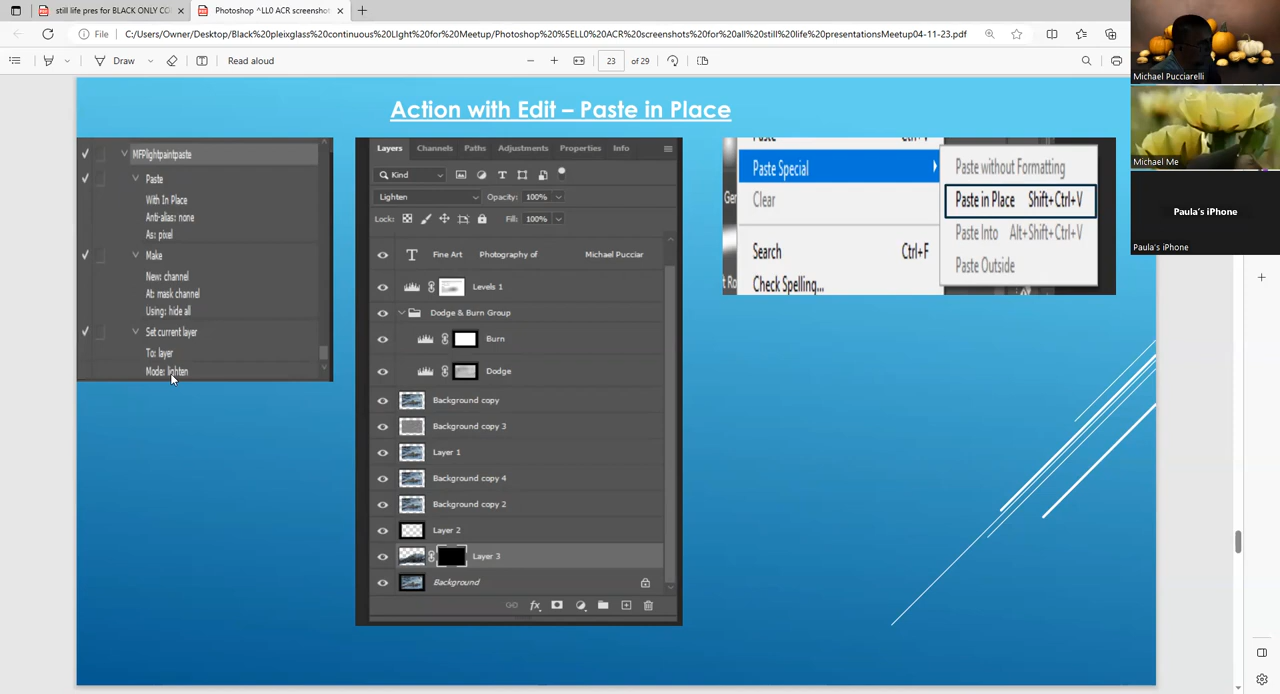 still life pres for BLACK ONLY CO
Photoshop ^LL0 ACR screenshots
File
C:/Users/Owner/Desktop/Black%20pleixglass%20continuous%20LIght%20for%20Meetup/Photoshop%20%5ELL0%20ACR%20screenshots%20for%20all%20still%20life%20presentationsMeetup04-11-23.pdf
Draw
Read aloud
23
of 29
Action with Edit – Paste in Place
MFPlightpaintpaste
Paste
With In Place
Anti-alias: none
As: pixel
Make
New: channel
At: mask channel
Using: hide all
Set current layer
To: layer
Mode: lighten
Layers
Channels
Paths
Adjustments
Properties
Info
Kind
Lighten
Opacity: 100%
Lock:
Fill: 100%
Fine Art Photography of Michael Pucciar
Levels 1
Dodge & Burn Group
Burn
Dodge
Background copy
Background copy 3
Layer 1
Background copy 4
Background copy 2
Layer 2
Layer 3
Background
fx
Paste Special
Clear
Search Ctrl+F
Check Spelling...
Paste without Formatting
Paste in Place Shift+Ctrl+V
Paste Into Alt+Shift+Ctrl+V
Paste Outside
Michael Pucciarelli
Michael Me
Paula's iPhone
Paula's iPhone